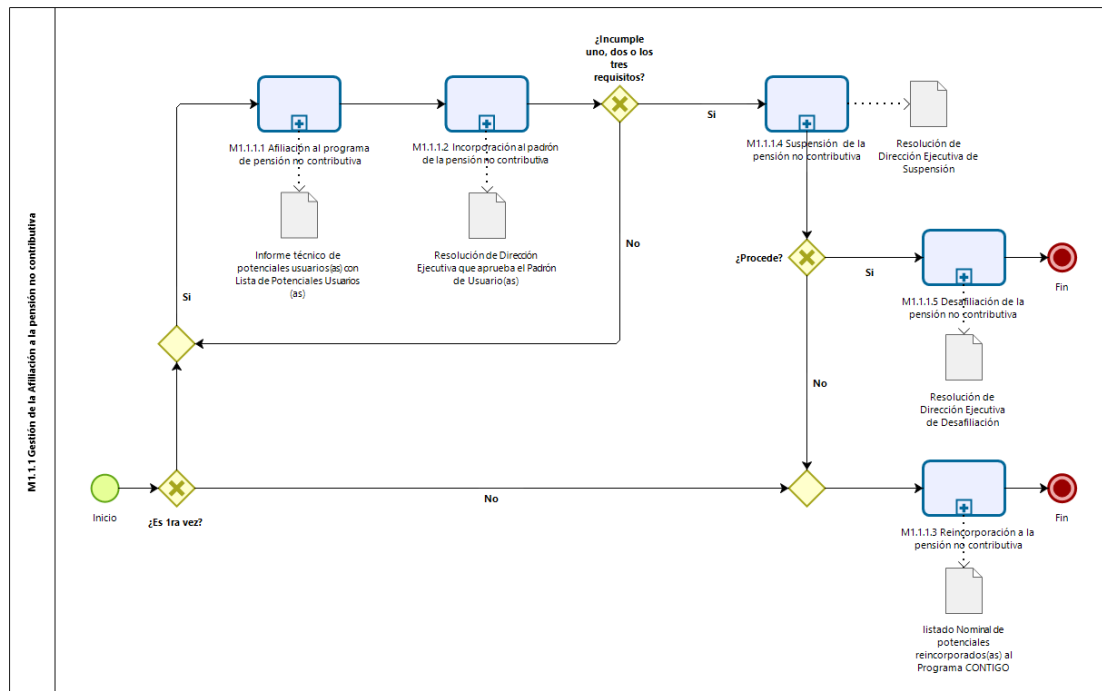 M1.1.1 Gestión de la Afiliación a la pensión no contributiva
¿Incumple
uno, dos o los
tres
requisitos?
M1.1.1.1 Afiliación al programa
de pensión no contributiva
M1.1.1.2 Incorporación al padrón
de la pensión no contributiva
Si
M1.1.1.4 Suspensión de la
pensión no contributiva
Resolución de
Dirección Ejecutiva de
Suspensión
Informe técnico de
potenciales usuarios(as) con
Lista de Potenciales Usuarios
(as)
Resolución de Dirección
Ejecutiva que aprueba el Padrón
de Usuario(as)
No
¿Procede?
Si
M1.1.1.5 Desafiliación de la
pensión no contributiva
Fin
Si
No
Resolución de
Dirección Ejecutiva
de Desafiliación
Inicio
¿Es 1ra vez?
No
M1.1.1.3 Reincorporación a la
pensión no contributiva
Fin
listado Nominal de
potenciales
reincorporados(as) al
Programa CONTIGO